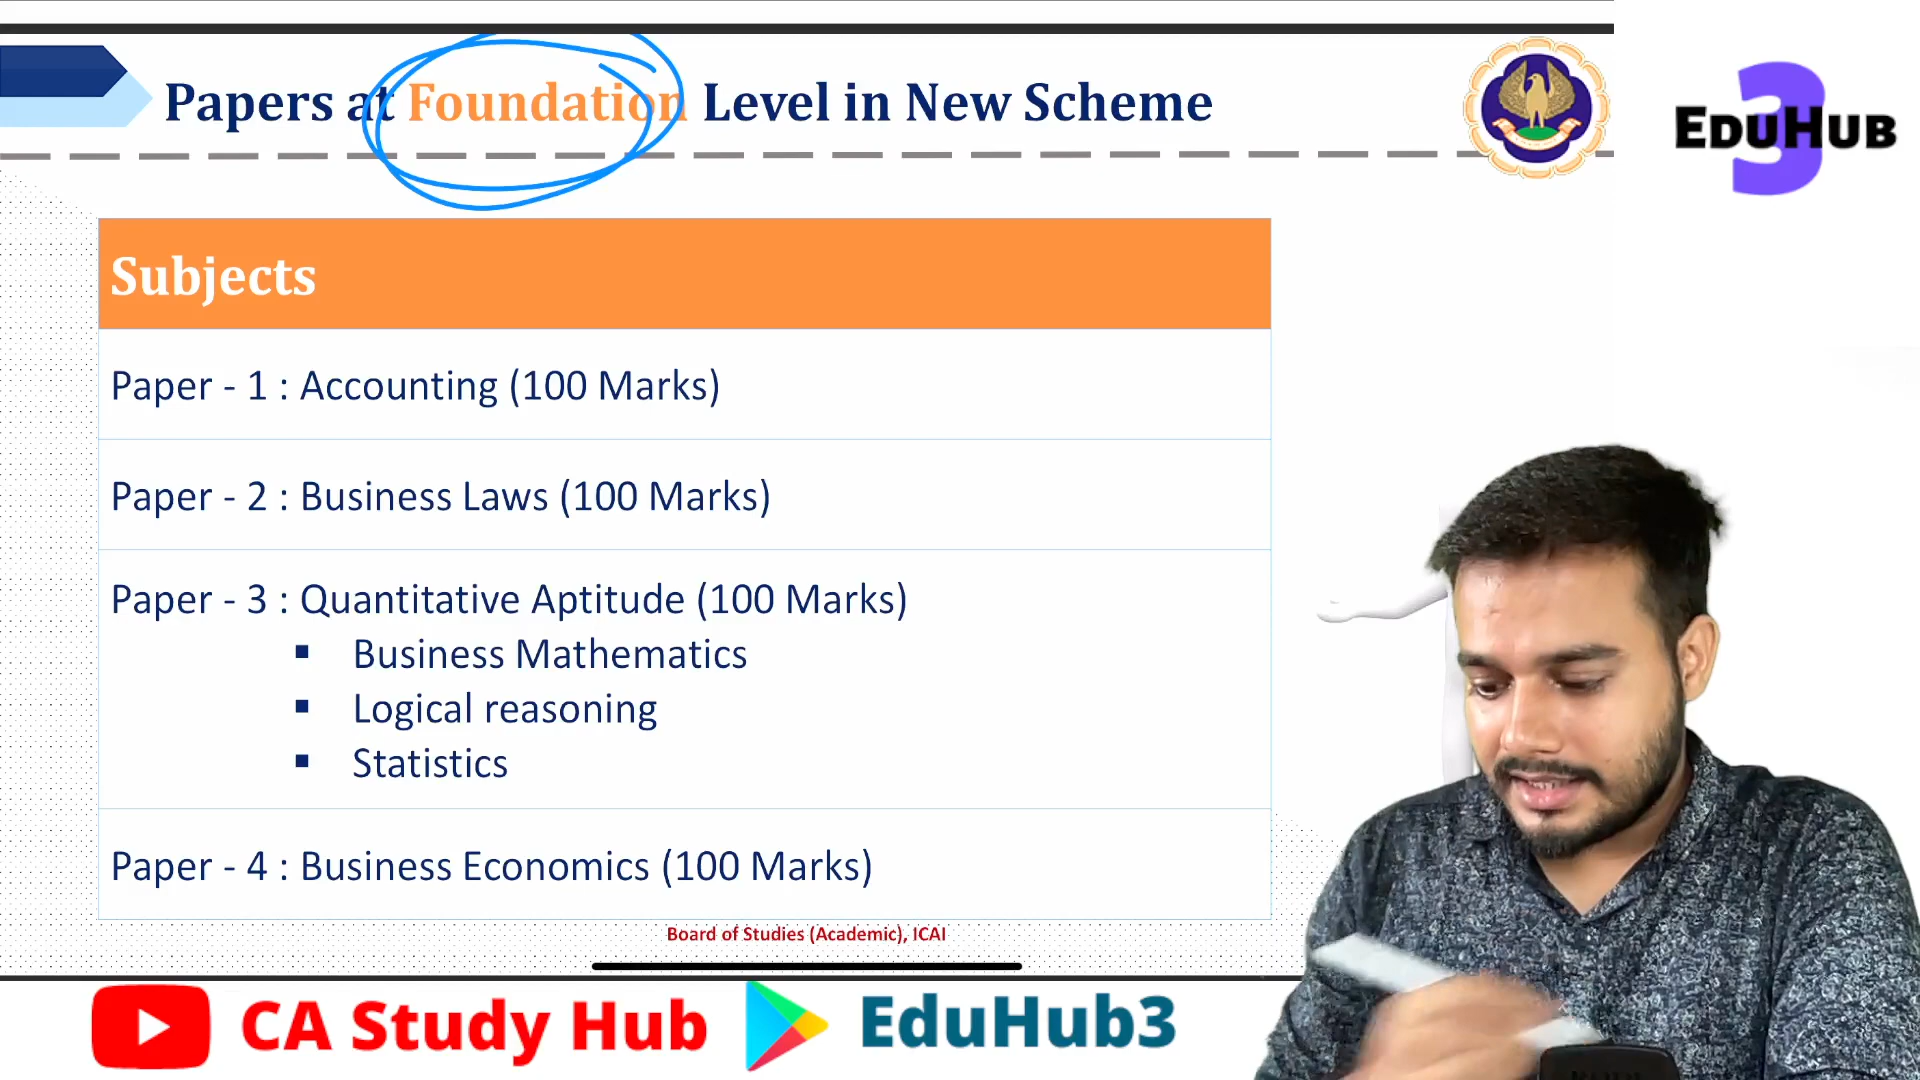 Papers at Foundation Level in New Scheme
3
EduHub
Subjects
Paper - 1 : Accounting (100 Marks)
Paper - 2 : Business Laws (100 Marks)
Paper - 3 : Quantitative Aptitude (100 Marks)
▪ Business Mathematics
▪ Logical reasoning
▪ Statistics
Paper - 4 : Business Economics (100 Marks)
Board of Studies (Academic), ICAI
CA Study Hub
EduHub3